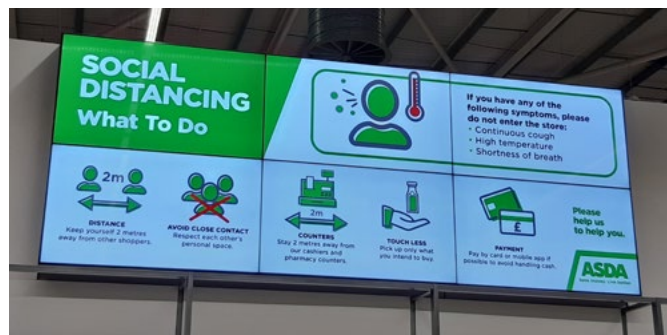 SOCIAL
DISTANCING
What To Do
If you have any of the
following symptoms, please
do not enter the store:
• Continuous cough
• High temperature
• Shortness of breath
2m
DISTANCE
Keep yourself 2 metres
away from other shoppers.
AVOID CLOSE CONTACT
Respect each other's
personal space.
2m
COUNTERS
Stay 2 metres away from
our cashiers and
pharmacy counters.
TOUCH LESS
Pick up only what
you intend to buy.
£
PAYMENT
Pay by card or mobile app if
possible to avoid handling cash.
Please
help us
to help you.
ASDA
Save money. Live better.